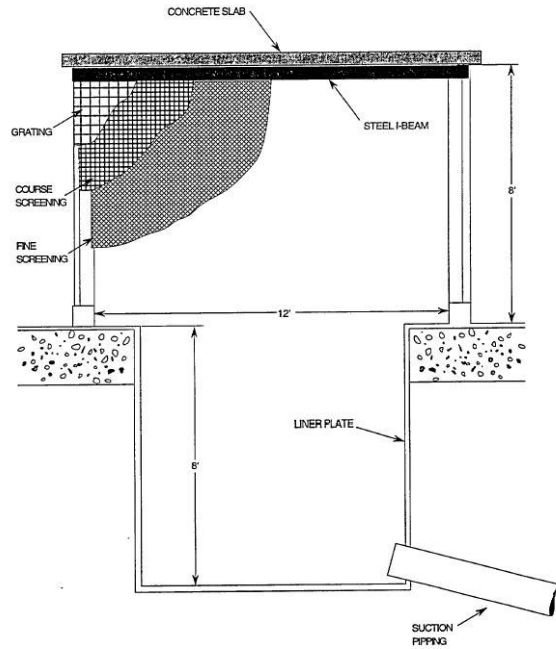 CONCRETE SLAB
GRATING
STEEL I-BEAM
COURSE
SCREENING
8'
FINE
SCREENING
12'
LINER PLATE
8'
SUCTION
PIPPING